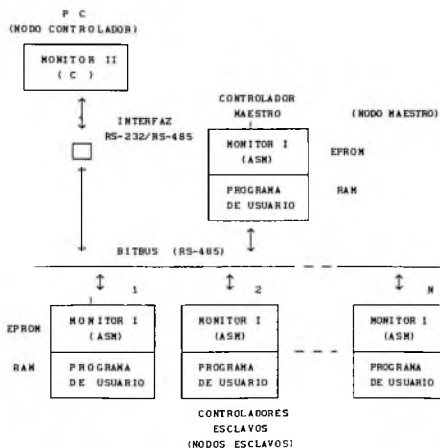 P C
(NODO CONTROLADOR)
MONITOR II
( C )
INTERFAZ
RS-232/RS-485
CONTROLADOR
MAESTRO
(NODO MAESTRO)
MONITOR I
(ASM)
EPROM
PROGRAMA
DE USUARIO
RAM
BITBUS (RS-485)
1
2
N
EPROM
MONITOR I
(ASM)
MONITOR I
(ASM)
MONITOR I
(ASM)
RAM
PROGRAMA
DE USUARIO
PROGRAMA
DE USUARIO
PROGRAMA
DE USUARIO
CONTROLADORES
ESCLAVOS
(NODOS ESCLAVOS)